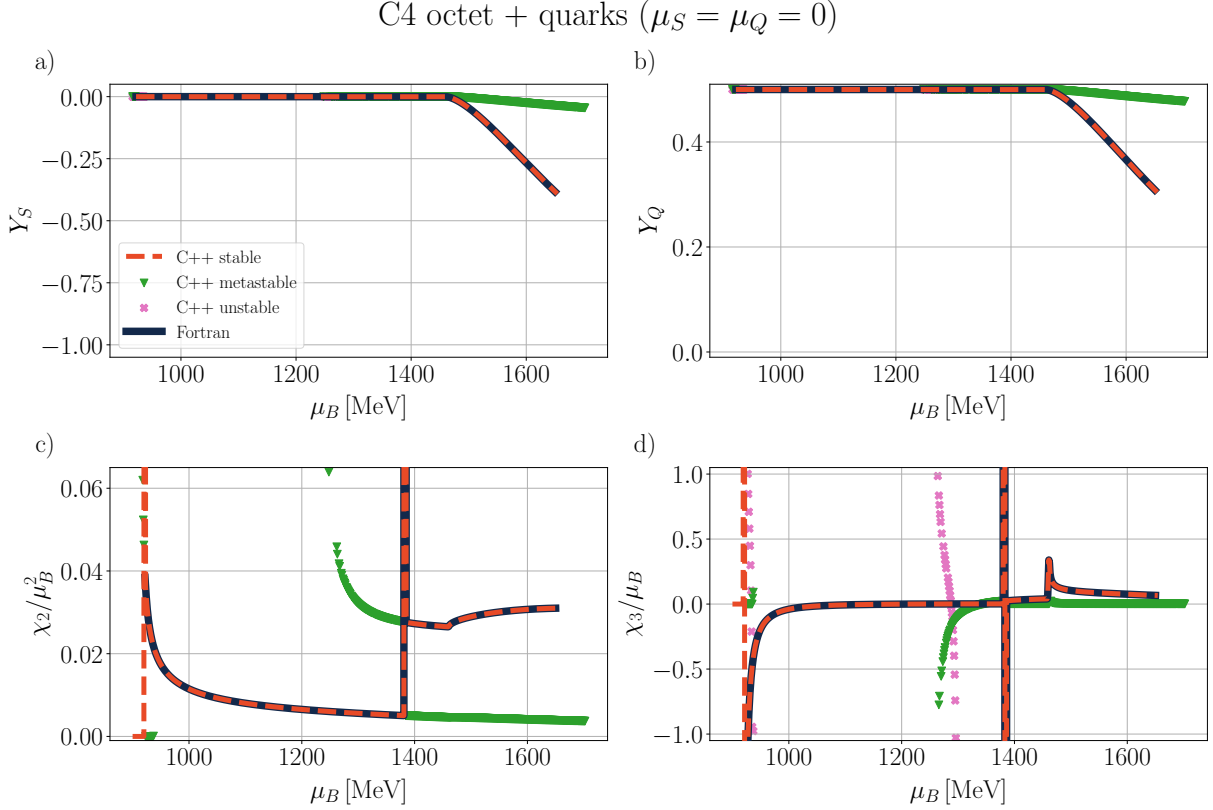 C4 octet + quarks (μ_S = μ_Q = 0)
a)
b)
0.00
−0.25
−0.50
−0.75
−1.00
Y_S
C++ stable
C++ metastable
C++ unstable
Fortran
1000 1200 1400 1600
μ_B [MeV]
0.4
0.2
0.0
Y_Q
1000 1200 1400 1600
μ_B [MeV]
c)
d)
0.06
0.04
0.02
0.00
χ_2/μ_B^2
1000 1200 1400 1600
μ_B [MeV]
1.0
0.5
0.0
−0.5
−1.0
χ_3/μ_B
1000 1200 1400 1600
μ_B [MeV]